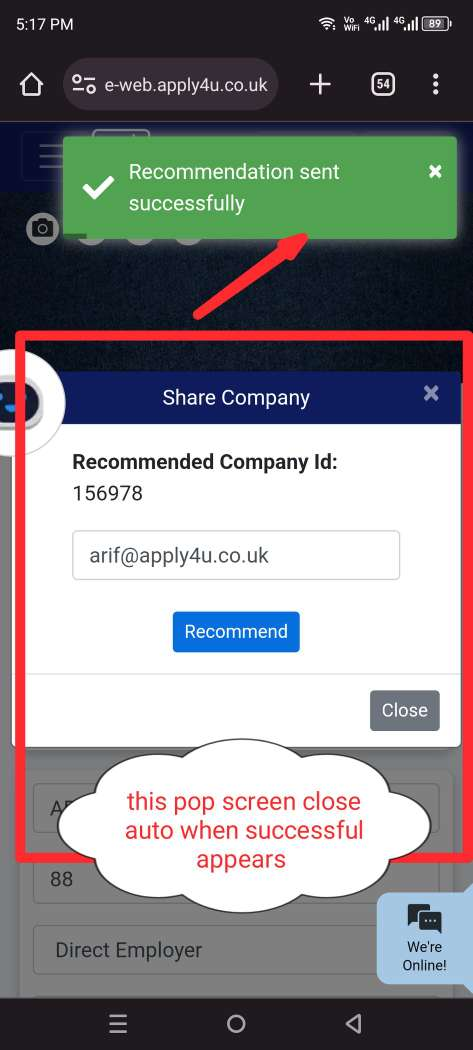 5:17 PM
Vo
WiFi
4G
4G
89
e-web.apply4u.co.uk
54
Recommendation sent
successfully
Share Company
Recommended Company Id:
156978
arif@apply4u.co.uk
Recommend
Close
this pop screen close
auto when successful
appears
88
Direct Employer
We're
Online!